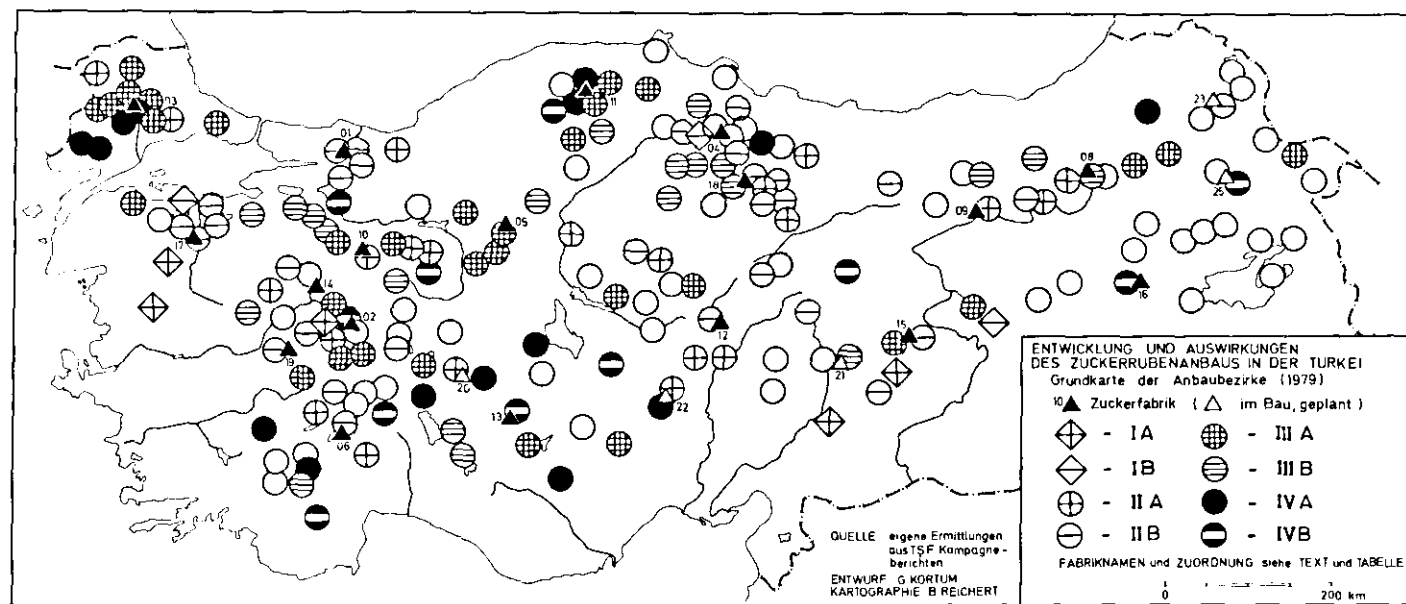 03
11
01
04
23
08
18
25
09
17
10
05
14
16
02
12
15
19
20
21
13
22
06
ENTWICKLUNG UND AUSWIRKUNGEN
DES ZUCKERRUBENANBAUS IN DER TURKEI
Grundkarte der Anbaubezirke (1979)
10 Zuckerfabrik ( im Bau, geplant )
- I A - III A
- I B - III B
- II A - IV A
- II B - IV B
FABRIKNAMEN und ZUORDNUNG siehe TEXT und TABELLE
0 200 km
QUELLE eigene Ermittlungen
aus TŞF Kampagne-
berichten
ENTWURF G KORTUM
KARTOGRAPHIE B REICHERT